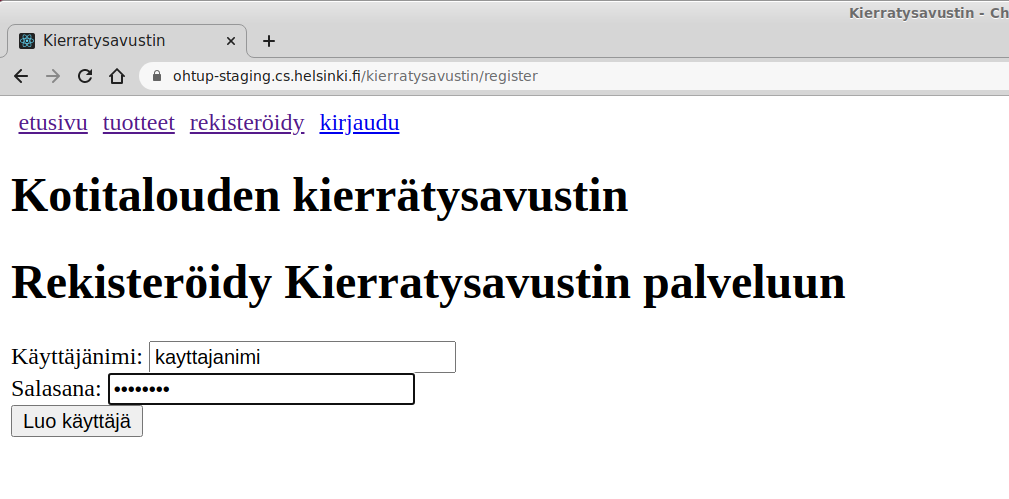 Kierratysavustin - Ch
Kierratysavustin
ohtup-staging.cs.helsinki.fi/kierratysavustin/register
etusivu tuotteet rekisteröidy kirjaudu
Kotitalouden kierrätysavustin
Rekisteröidy Kierratysavustin palveluun
Käyttäjänimi: kayttajanimi
Salasana: ••••••••
Luo käyttäjä